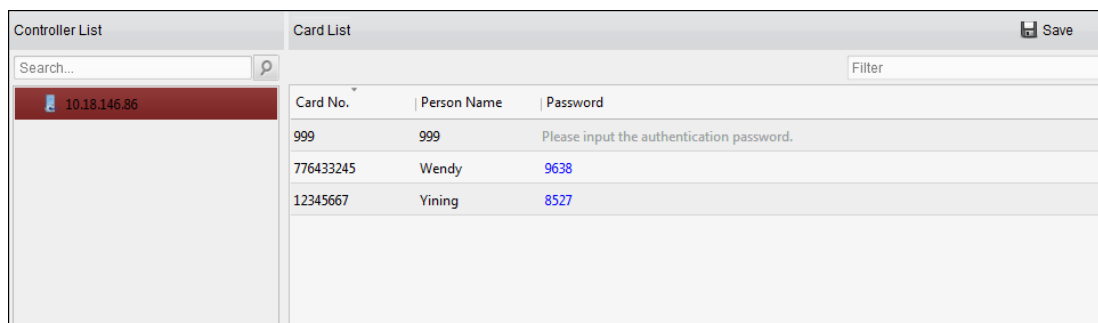 Controller List Card List Save
Search... Filter
10.18.146.86
Card No. Person Name Password
999 999 Please input the authentication password.
776433245 Wendy 9638
12345667 Yining 8527